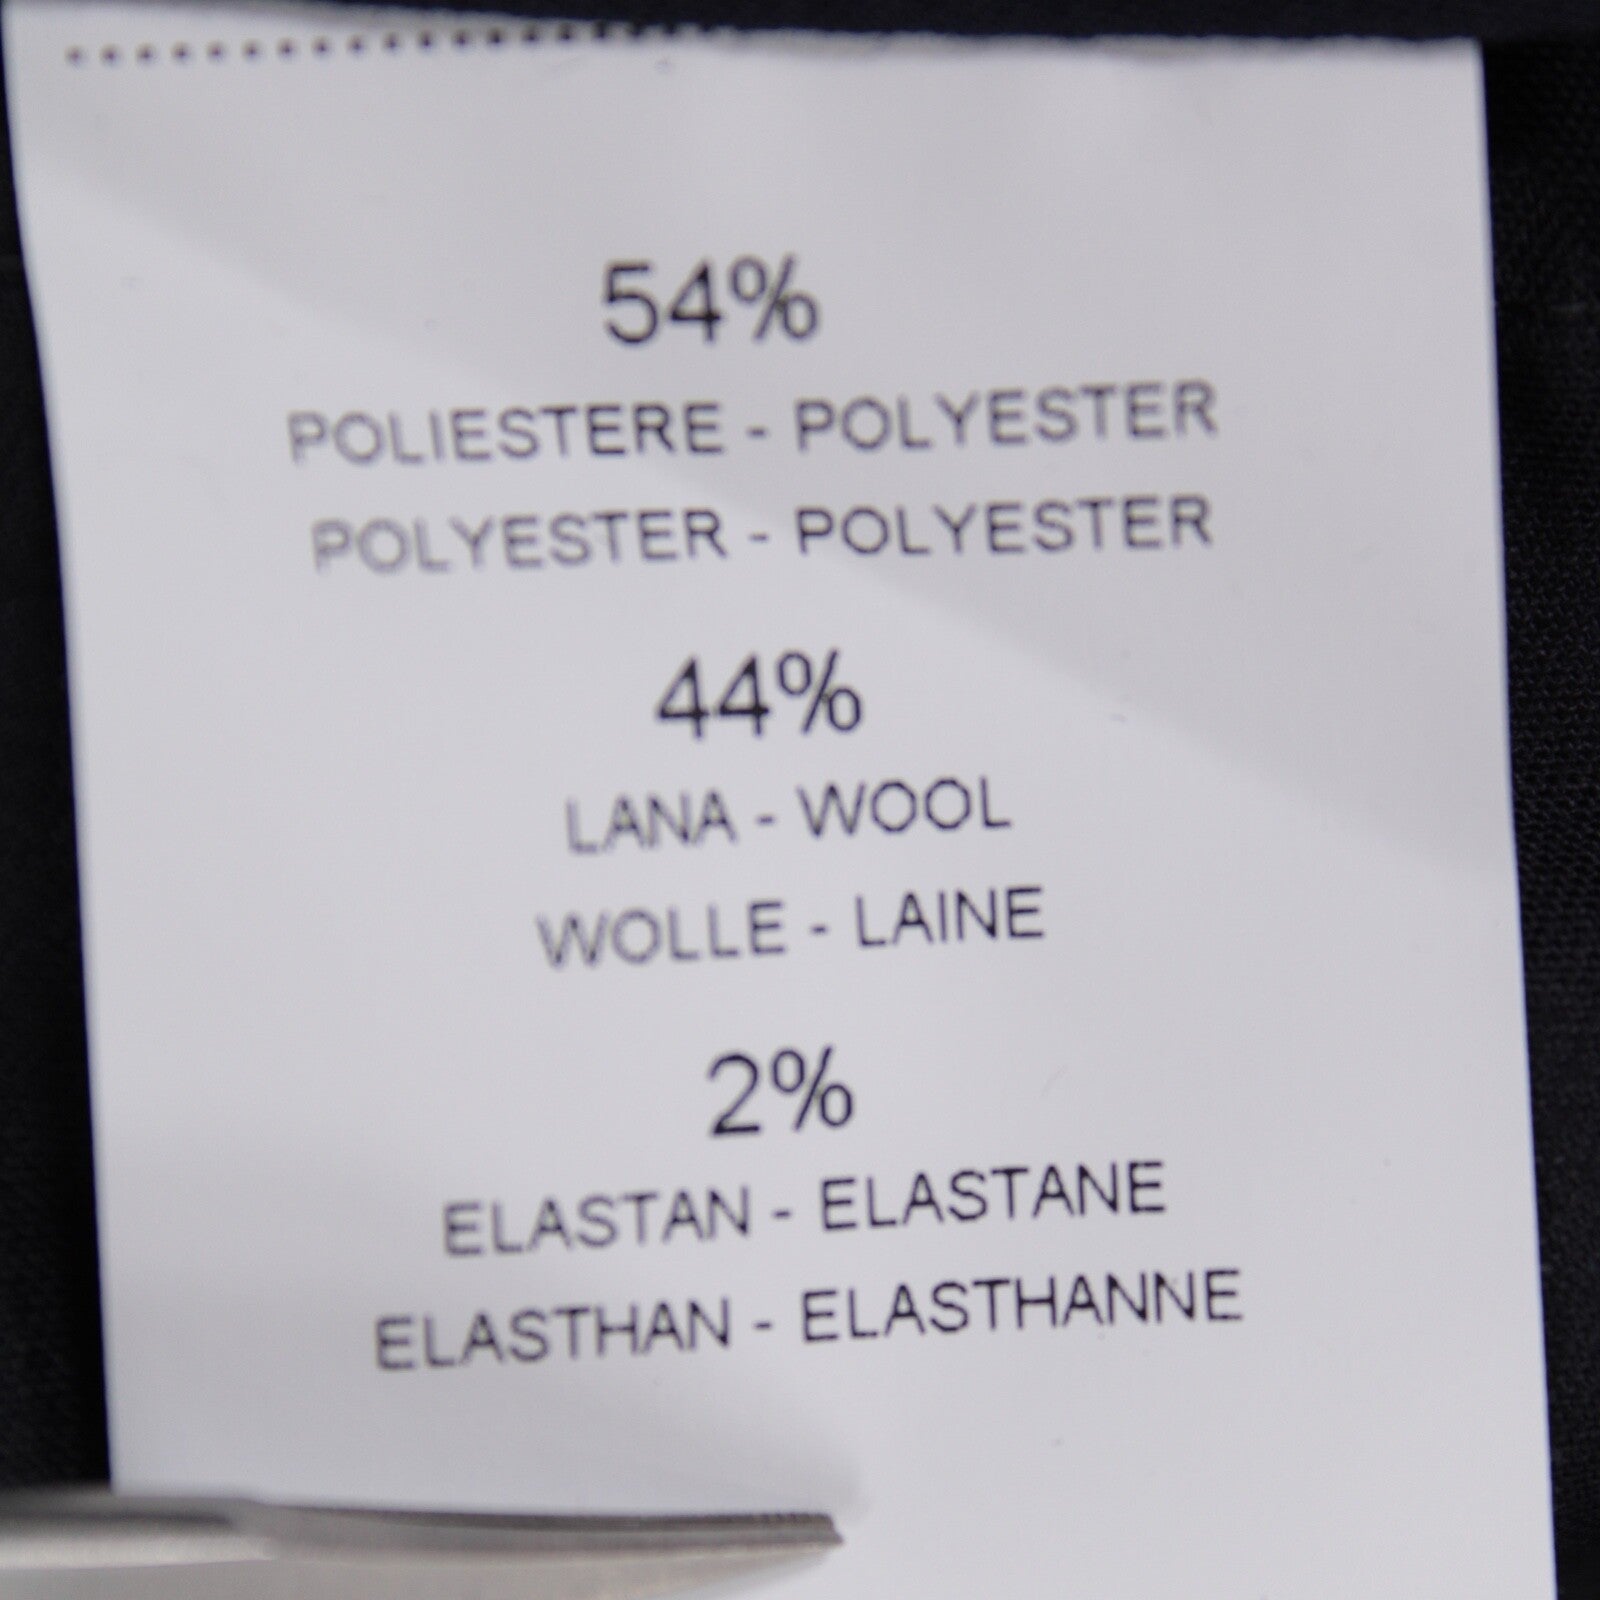 54%
POLIESTERE - POLYESTER
POLYESTER - POLYESTER
44%
LANA - WOOL
WOLLE - LAINE
2%
ELASTAN - ELASTANE
ELASTHAN - ELASTHANNE